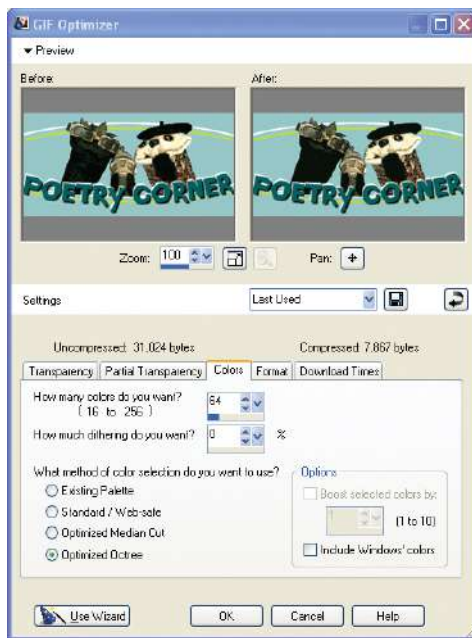 GIF Optimizer
Preview
Before:
After:
POETRY CORNER
POETRY CORNER
Zoom: 100
Pan:
Settings
Last Used
Uncompressed: 31,024 bytes
Compressed: 7,867 bytes
Transparency Partial Transparency Colors Format Download Times
How many colors do you want?
( 16 to 256 )
64
How much dithering do you want? 0 %
What method of color selection do you want to use?
Existing Palette
Standard / Web-safe
Optimized Median Cut
Optimized Octree
Options
Boost selected colors by:
1 (1 to 10)
Include Windows' colors
Use Wizard OK Cancel Help